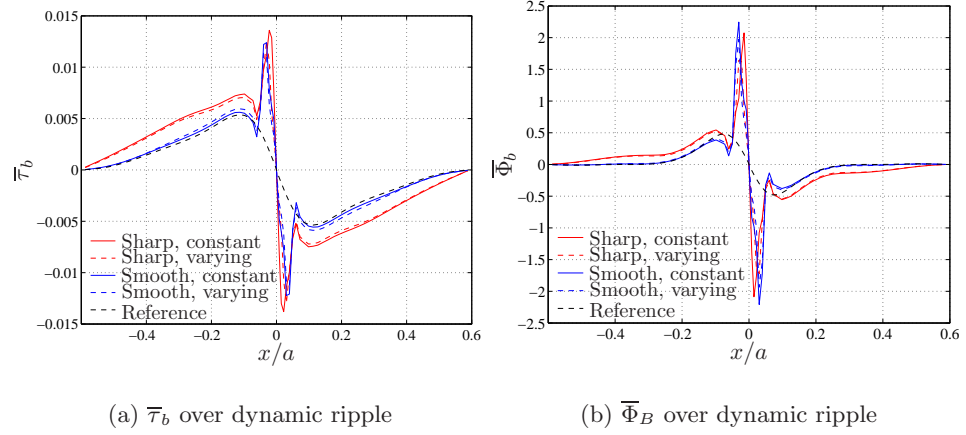 0.015
0.01
0.005
0
−0.005
−0.01
−0.015
τ̅_b
−0.4 −0.2 0 0.2 0.4 0.6
x/a
Sharp, constant
Sharp, varying
Smooth, constant
Smooth, varying
Reference
(a) τ̅_b over dynamic ripple
2.5
2
1.5
1
0.5
0
−0.5
−1
−1.5
−2
−2.5
Φ̅_b
−0.4 −0.2 0 0.2 0.4 0.6
x/a
Sharp, constant
Sharp, varying
Smooth, constant
Smooth, varying
Reference
(b) Φ̅_B over dynamic ripple